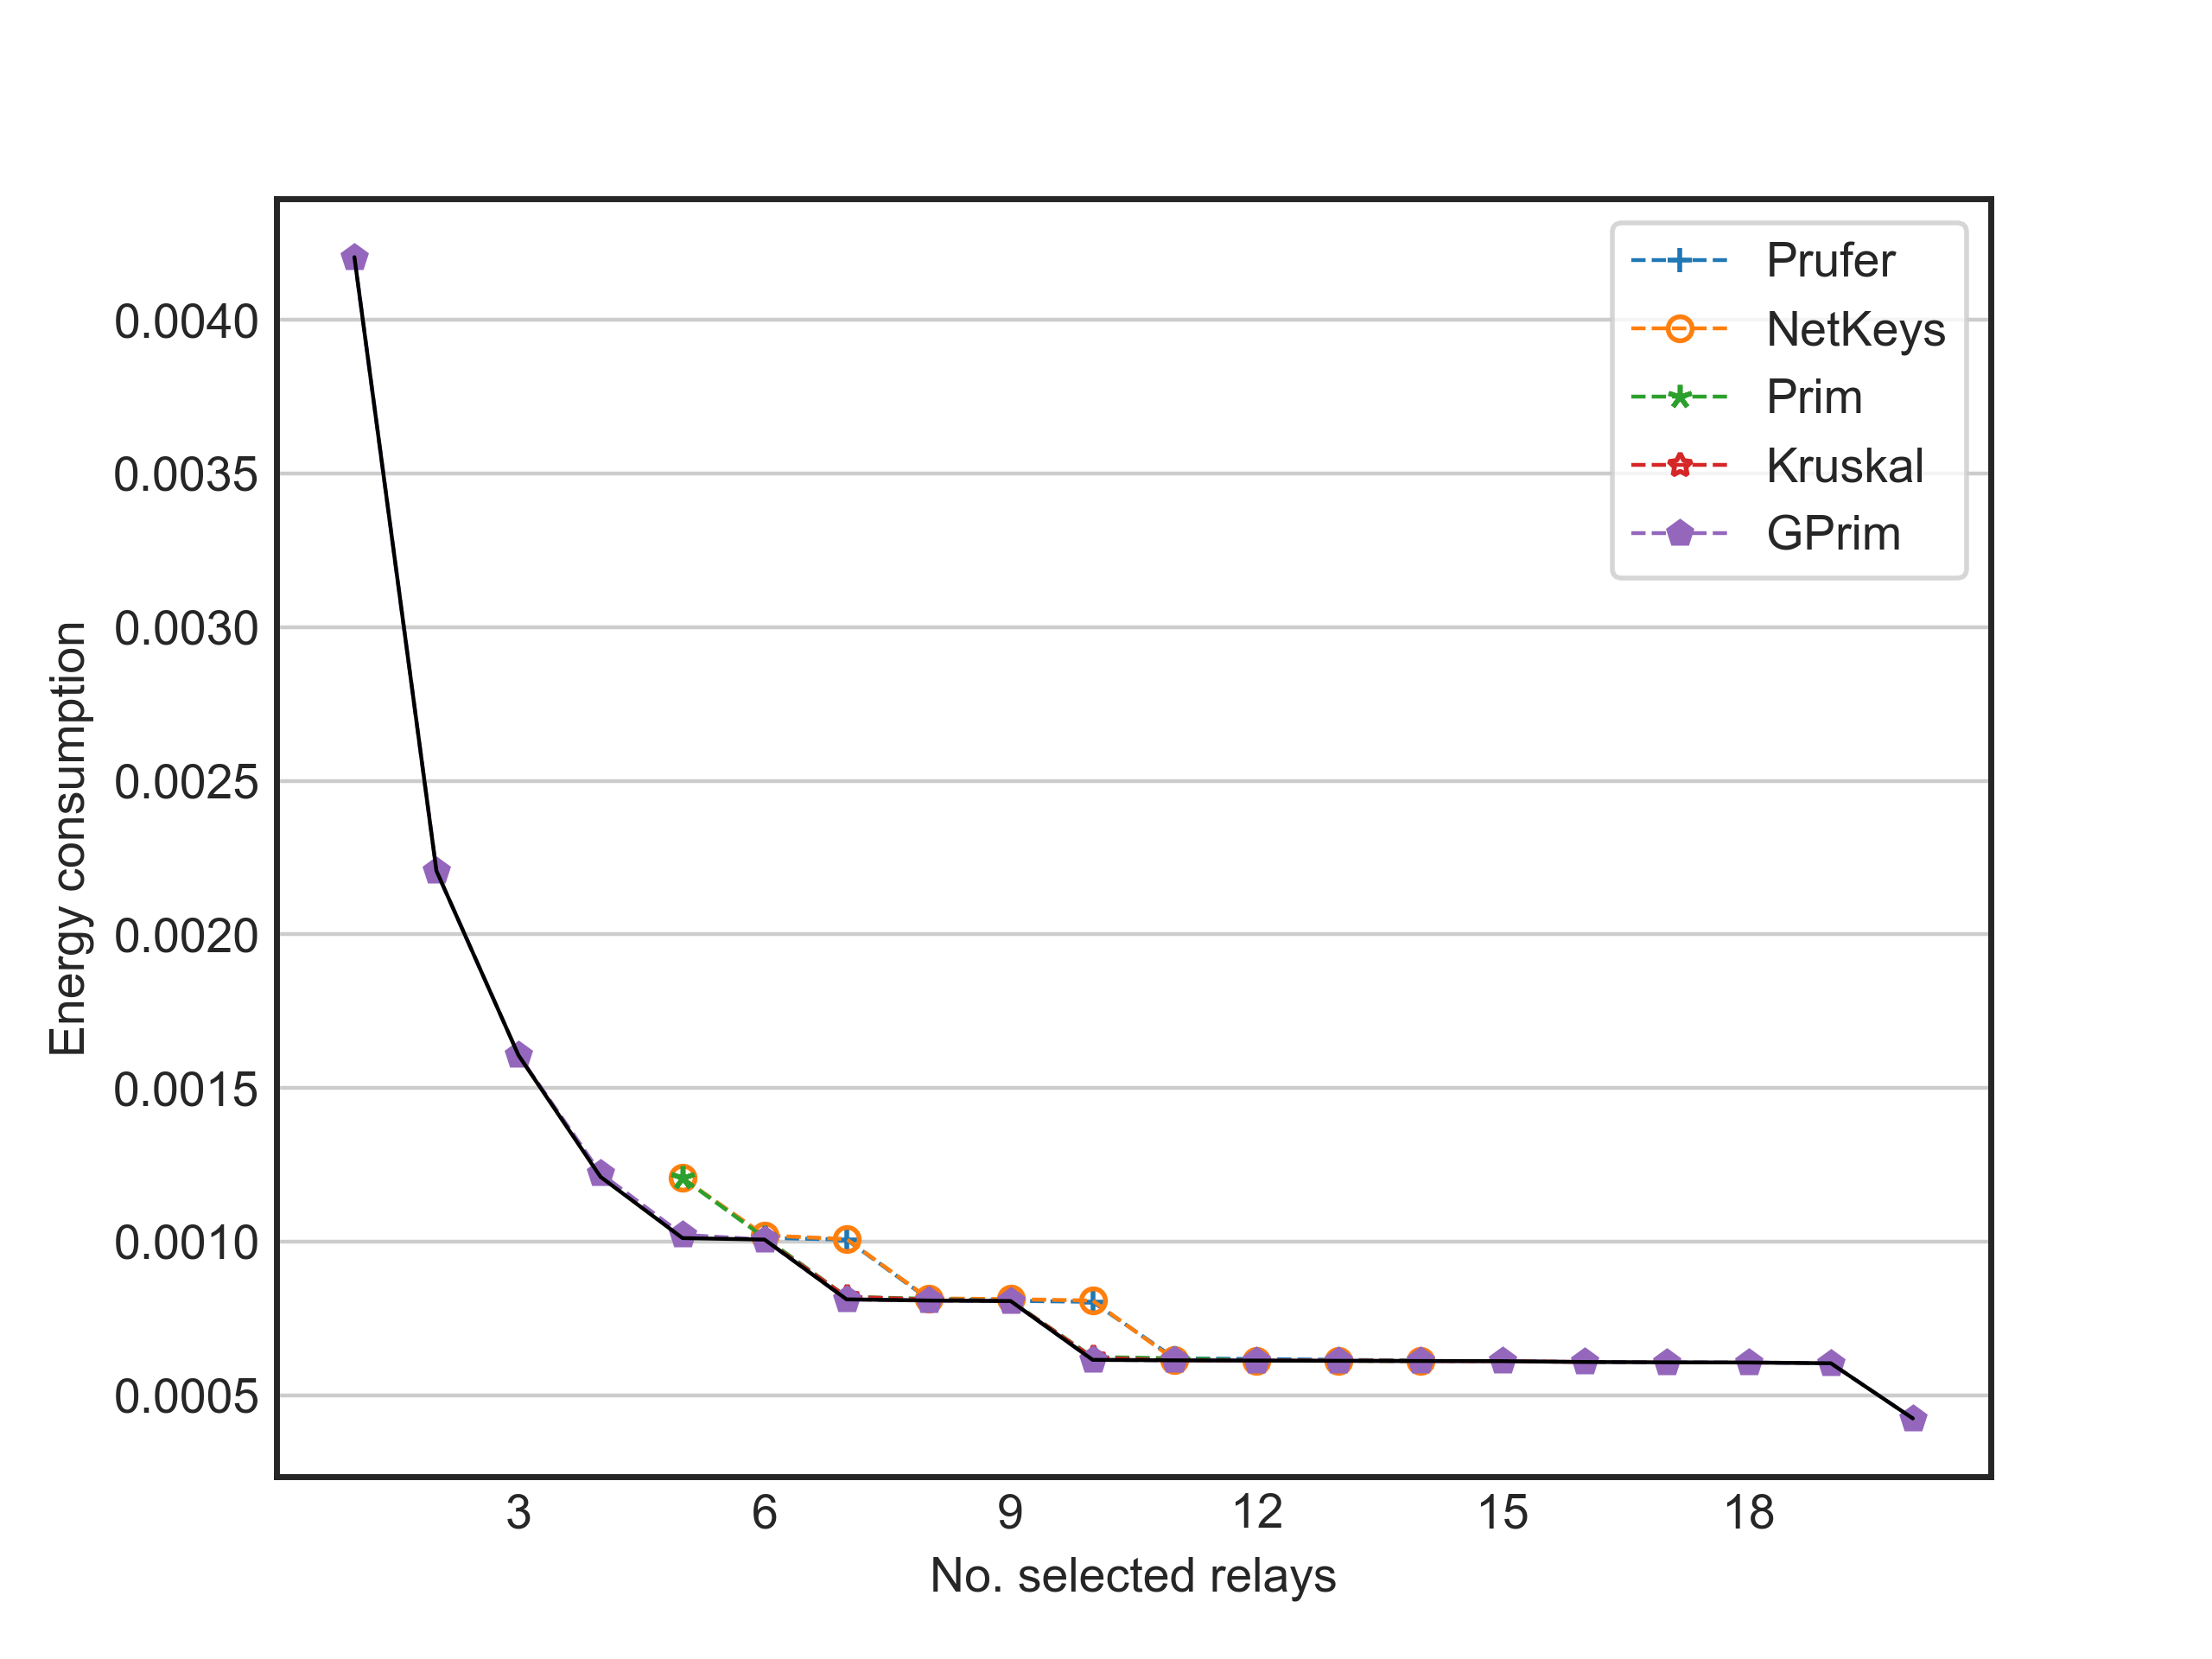 Prufer
NetKeys
Prim
Kruskal
GPrim
0.0040
0.0035
0.0030
0.0025
0.0020
0.0015
0.0010
0.0005
Energy consumption
3 6 9 12 15 18
No. selected relays